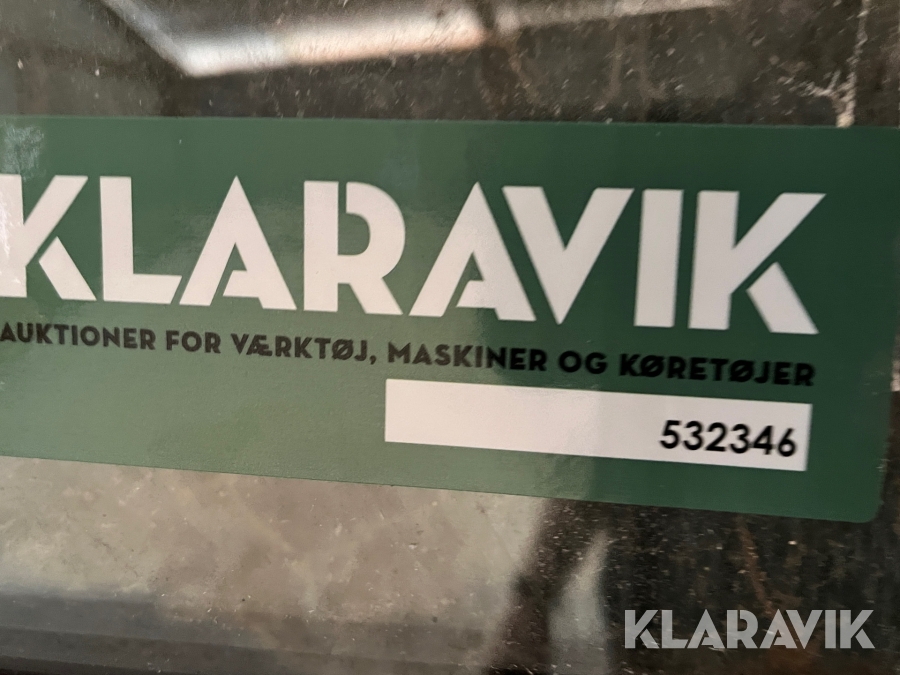 KLARAVIK
AUKTIONER FOR VÆRKTØJ, MASKINER OG KØRETØJER
532346
KLARAVIK